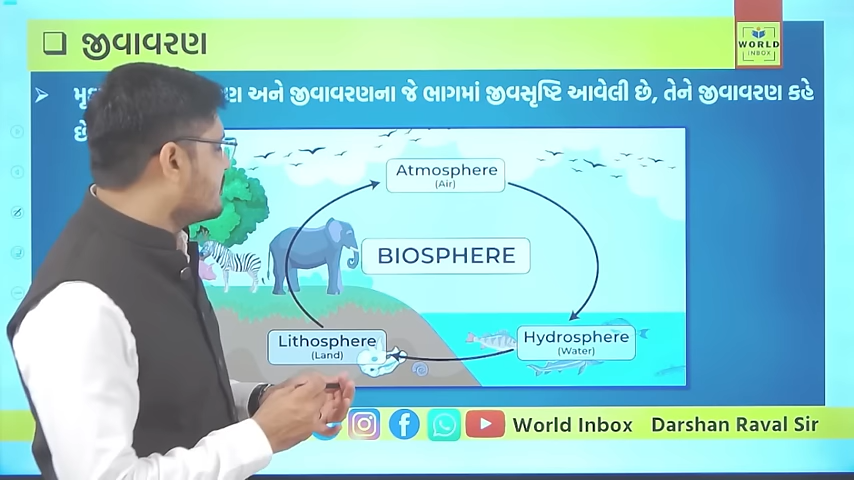 ❑ જીવાવરણ
WORLD
INBOX
➢ અને જીવાવરણના જે ભાગમાં જીવસૃષ્ટિ આવેલી છે, તેને જીવાવરણ કહે
Atmosphere
(Air)
BIOSPHERE
Lithosphere
(Land)
Hydrosphere
(Water)
World Inbox Darshan Raval Sir